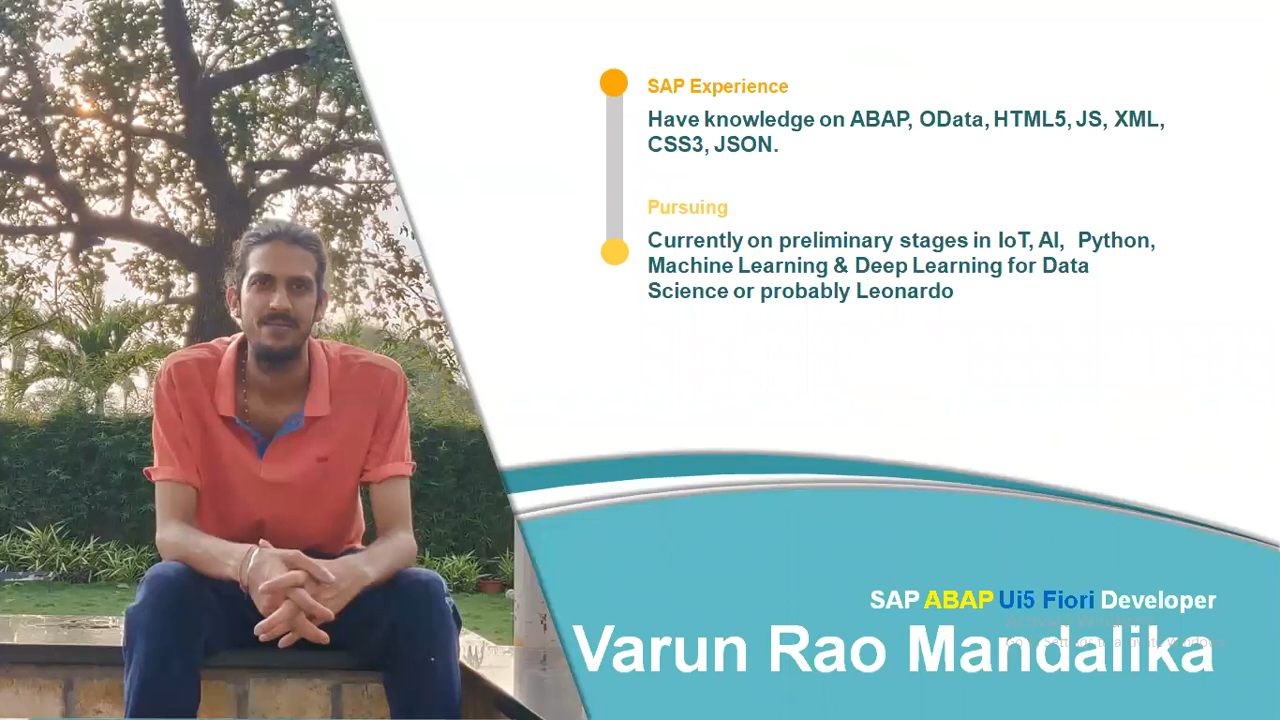 SAP Experience
Have knowledge on ABAP, OData, HTML5, JS, XML,
CSS3, JSON.
Pursuing
Currently on preliminary stages in IoT, AI, Python,
Machine Learning & Deep Learning for Data
Science or probably Leonardo
SAP ABAP Ui5 Fiori Developer
Varun Rao Mandalika